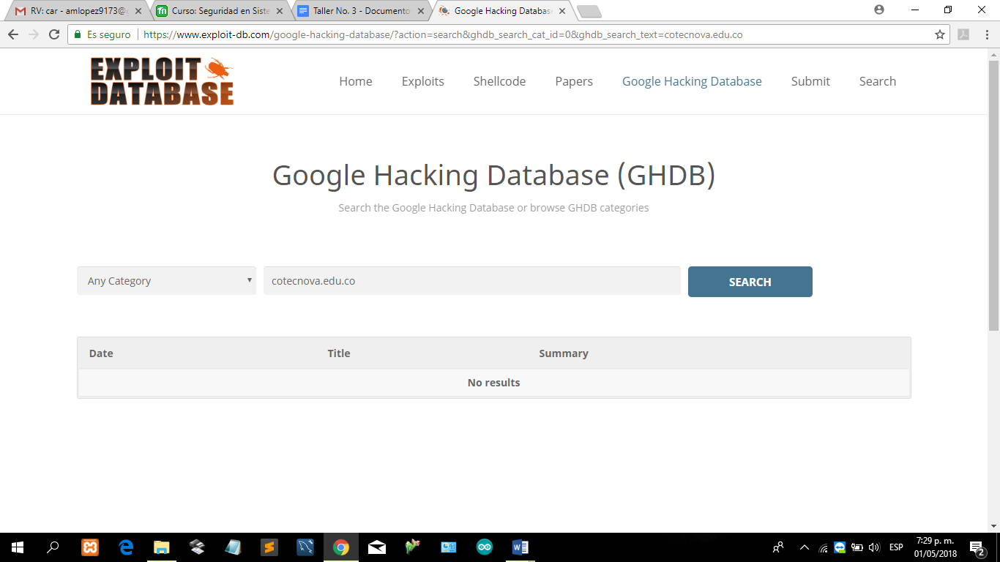 RV: car - amlopez9173@g
Curso: Seguridad en Siste
Taller No. 3 - Documento
Google Hacking Databas
Es seguro
https://www.exploit-db.com/google-hacking-database/?action=search&ghdb_search_cat_id=0&ghdb_search_text=cotecnova.edu.co
EXPLOIT
DATABASE
Home Exploits Shellcode Papers Google Hacking Database Submit Search
Google Hacking Database (GHDB)
Search the Google Hacking Database or browse GHDB categories
Any Category cotecnova.edu.co SEARCH
Date Title Summary
No results
ESP
7:29 p. m.
01/05/2018
2